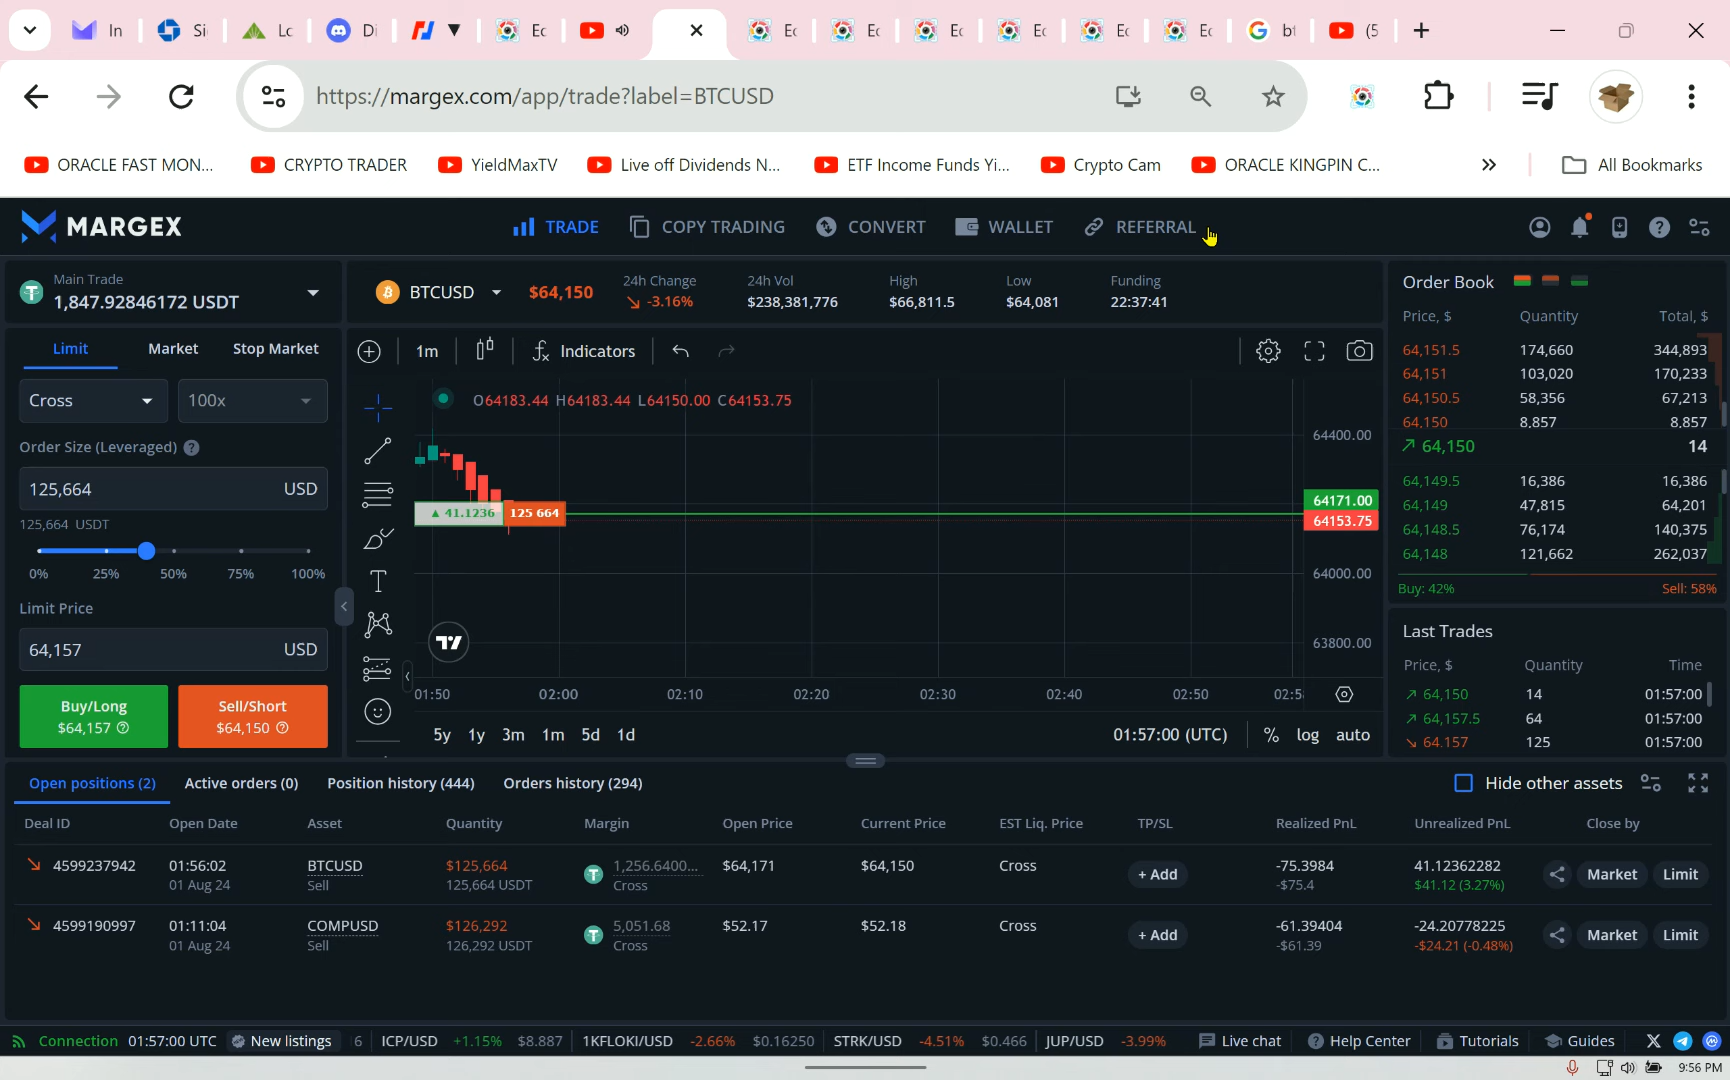 In
Si
Lc
Di
Ec
Ec
Ec
Ec
Ec
Ec
Ec
bt
(5
https://margex.com/app/trade?label=BTCUSD
ORACLE FAST MON...
CRYPTO TRADER
YieldMaxTV
Live off Dividends N...
ETF Income Funds Yi...
Crypto Cam
ORACLE KINGPIN C...
All Bookmarks
MARGEX
TRADE
COPY TRADING
CONVERT
WALLET
REFERRAL
Main Trade
1,847.92846172 USDT
BTCUSD
$64,150
24h Change
-3.16%
24h Vol
$238,381,776
High
$66,811.5
Low
$64,081
Funding
22:37:41
Limit Market Stop Market
Cross
100x
Order Size (Leveraged) ?
125,664 USD
125,664 USDT
0% 25% 50% 75% 100%
Limit Price
64,157 USD
Buy/Long
$64,157
Sell/Short
$64,150
1m
Indicators
O64183.44 H64183.44 L64150.00 C64153.75
41.1236 125 664
64400.00
64171.00
64153.75
64000.00
63800.00
01:50 02:00 02:10 02:20 02:30 02:40 02:50 02:5
5y 1y 3m 1m 5d 1d
01:57:00 (UTC) % log auto
Order Book
Price, $ Quantity Total, $
64,151.5 174,660 344,893
64,151 103,020 170,233
64,150.5 58,356 67,213
64,150 8,857 8,857
64,150 14
64,149.5 16,386 16,386
64,149 47,815 64,201
64,148.5 76,174 140,375
64,148 121,662 262,037
Buy: 42% Sell: 58%
Last Trades
Price, $ Quantity Time
64,150 14 01:57:00
64,157.5 64 01:57:00
64,157 125 01:57:00
Open positions (2) Active orders (0) Position history (444) Orders history (294)
Hide other assets
Deal ID Open Date Asset Quantity Margin Open Price Current Price EST Liq. Price TP/SL Realized PnL Unrealized PnL Close by
4599237942 01:56:02 BTCUSD $125,664 1,256.6400... $64,171 $64,150 Cross + Add -75.3984 41.12362282 Market Limit
01 Aug 24 Sell 125,664 USDT Cross -$75.4 $41.12 (3.27%)
4599190997 01:11:04 COMPUSD $126,292 5,051.68 $52.17 $52.18 Cross + Add -61.39404 -24.20778225 Market Limit
01 Aug 24 Sell 126,292 USDT Cross -$61.39 -$24.21 (-0.48%)
Connection 01:57:00 UTC New listings 6 ICP/USD +1.15% $8.887 1KFLOKI/USD -2.66% $0.16250 STRK/USD -4.51% $0.466 JUP/USD -3.99% Live chat Help Center Tutorials Guides
9:56 PM